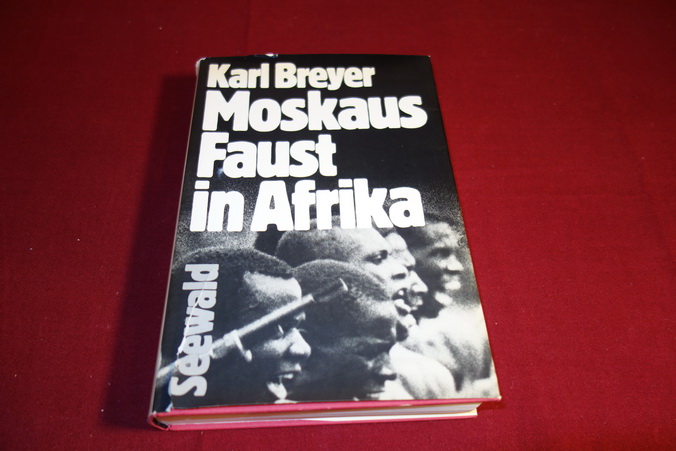 Karl Breyer
Moskaus
Faust
in Afrika
Seewald